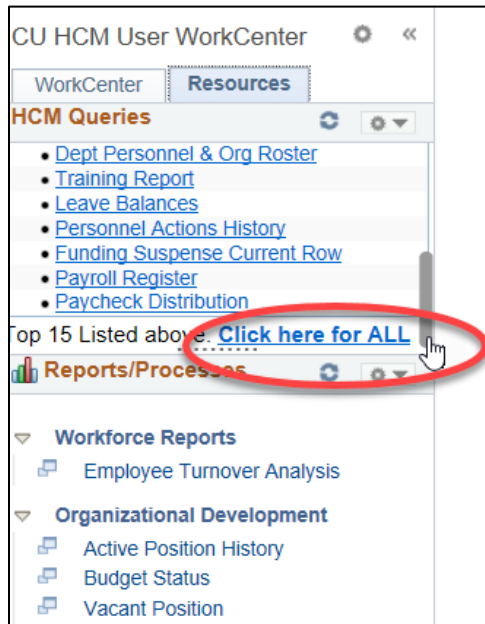 CU HCM User WorkCenter
WorkCenter Resources
HCM Queries
Dept Personnel & Org Roster
Training Report
Leave Balances
Personnel Actions History
Funding Suspense Current Row
Payroll Register
Paycheck Distribution
Top 15 Listed above. Click here for ALL
Reports/Processes
Workforce Reports
Employee Turnover Analysis
Organizational Development
Active Position History
Budget Status
Vacant Position